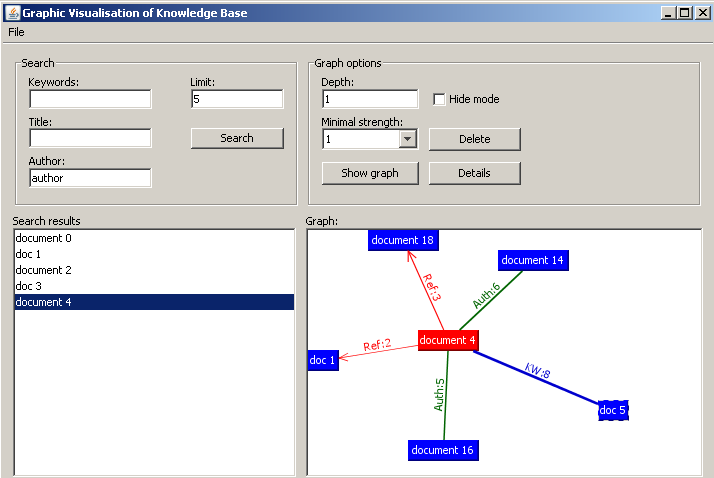 Graphic Visualisation of Knowledge Base
File
Search
Keywords:
Limit:
5
Title:
Search
Author:
author
Graph options
Depth:
1
Hide mode
Minimal strength:
1
Delete
Show graph
Details
Search results
document 0
doc 1
document 2
doc 3
document 4
Graph:
document 18
document 14
Ref:3
Auth:6
document 4
Ref:2
doc 1
KW:8
Auth:5
doc 5
document 16